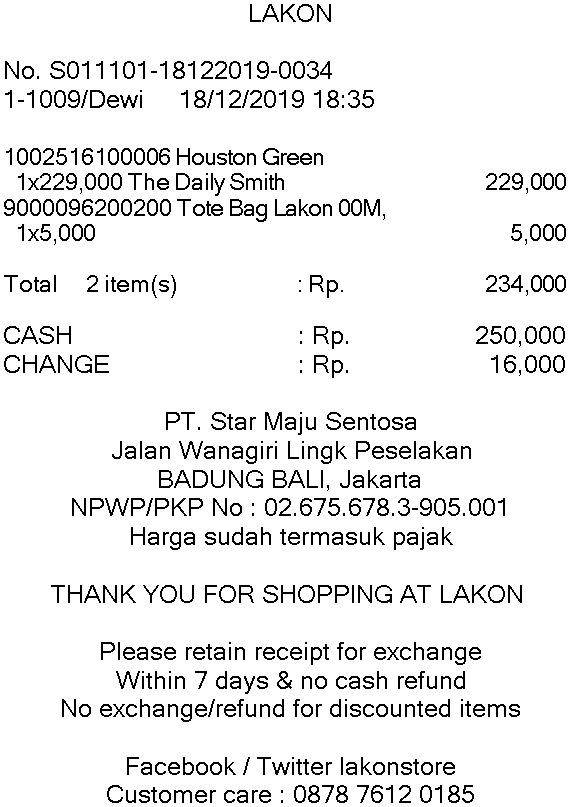 LAKON
No. S011101-18122019-0034
1-1009/Dewi 18/12/2019 18:35
1002516100006 Houston Green
1x229,000 The Daily Smith 229,000
9000096200200 Tote Bag Lakon 00M,
1x5,000 5,000
Total 2 item(s) : Rp. 234,000
CASH : Rp. 250,000
CHANGE : Rp. 16,000
PT. Star Maju Sentosa
Jalan Wanagiri Lingk Peselakan
BADUNG BALI, Jakarta
NPWP/PKP No : 02.675.678.3-905.001
Harga sudah termasuk pajak
THANK YOU FOR SHOPPING AT LAKON
Please retain receipt for exchange
Within 7 days & no cash refund
No exchange/refund for discounted items
Facebook / Twitter lakonstore
Customer care : 0878 7612 0185